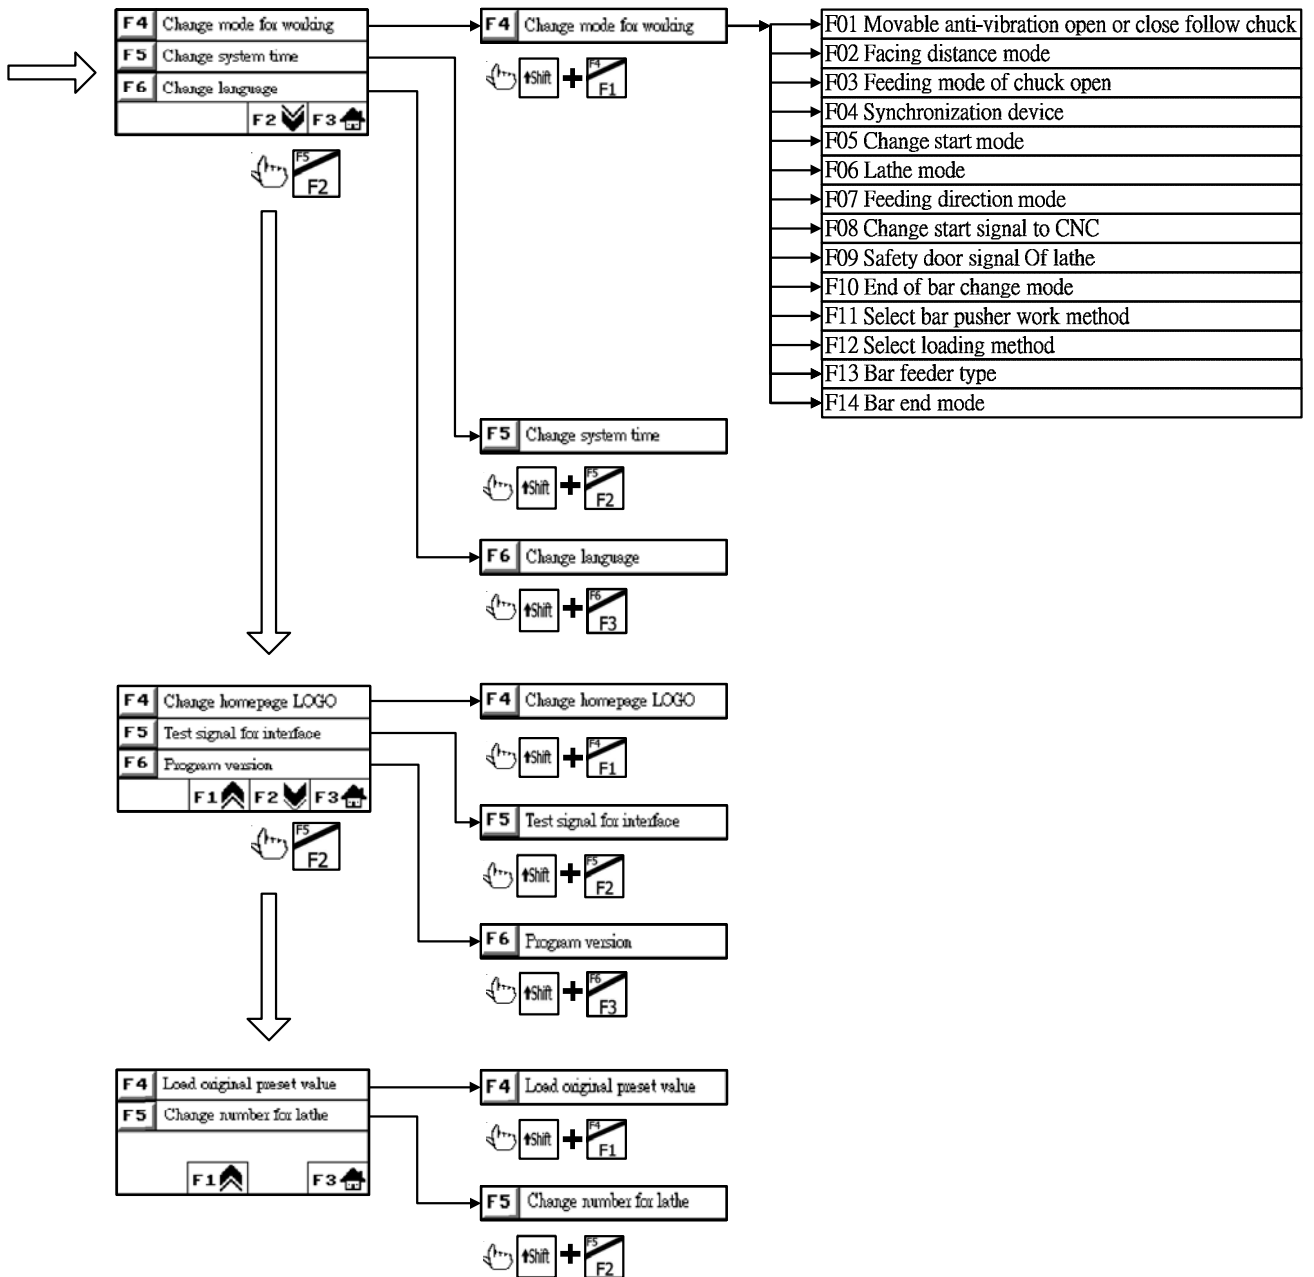 F4 Change mode for working
F5 Change system time
F6 Change language
F2 F3
F5
F2
F4 Change mode for working
Shift + F4
F1
F01 Movable anti-vibration open or close follow chuck
F02 Facing distance mode
F03 Feeding mode of chuck open
F04 Synchronization device
F05 Change start mode
F06 Lathe mode
F07 Feeding direction mode
F08 Change start signal to CNC
F09 Safety door signal Of lathe
F10 End of bar change mode
F11 Select bar pusher work method
F12 Select loading method
F13 Bar feeder type
F14 Bar end mode
F5 Change system time
Shift + F5
F2
F6 Change language
Shift + F6
F3
F4 Change homepage LOGO
F5 Test signal for interface
F6 Program version
F1 F2 F3
F5
F2
F4 Change homepage LOGO
Shift + F4
F1
F5 Test signal for interface
Shift + F5
F2
F6 Program version
Shift + F6
F3
F4 Load original preset value
F5 Change number for lathe
F1 F3
F4 Load original preset value
Shift + F4
F1
F5 Change number for lathe
Shift + F5
F2